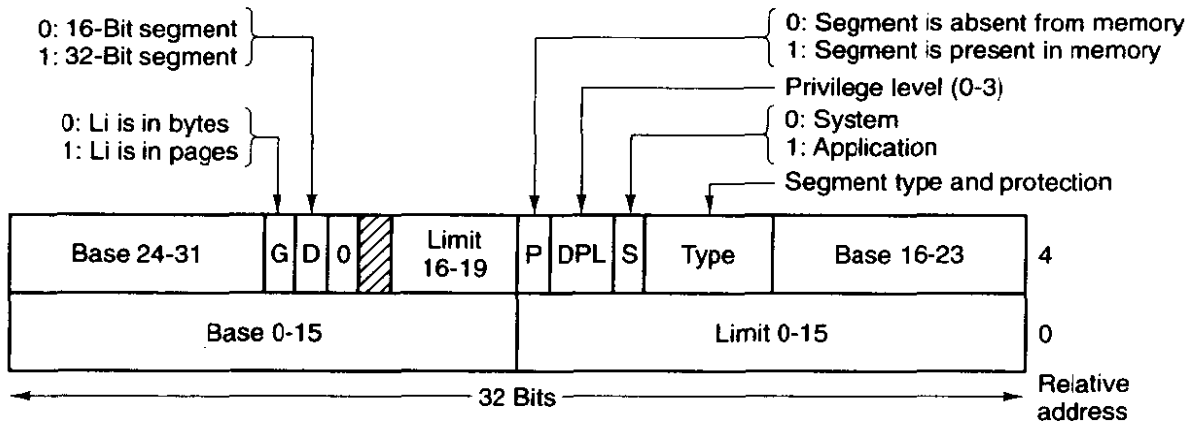 0: 16-Bit segment
1: 32-Bit segment
0: Li is in bytes
1: Li is in pages
0: Segment is absent from memory
1: Segment is present in memory
Privilege level (0-3)
0: System
1: Application
Segment type and protection
Base 24-31
G
D
0
Limit
16-19
P
DPL
S
Type
Base 16-23
4
Base 0-15
Limit 0-15
0
32 Bits
Relative
address